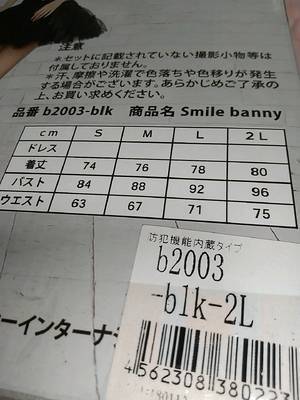 注意
＊セットに記載されていない撮影小物等は
付属しておりません。
＊汗、摩擦や洗濯で色落ちや色移りが発生
する場合がございます。あらかじめご了承の
上、お買い求めください。
品番 b2003-blk 商品名 Smile banny
cm S M L 2L
ドレス
着丈 74 76 78 80
バスト 84 88 92 96
ウエスト 63 67 71 75
防犯機能内蔵タイプ
b2003
-blk-2L
ーインターナ
4562308380223